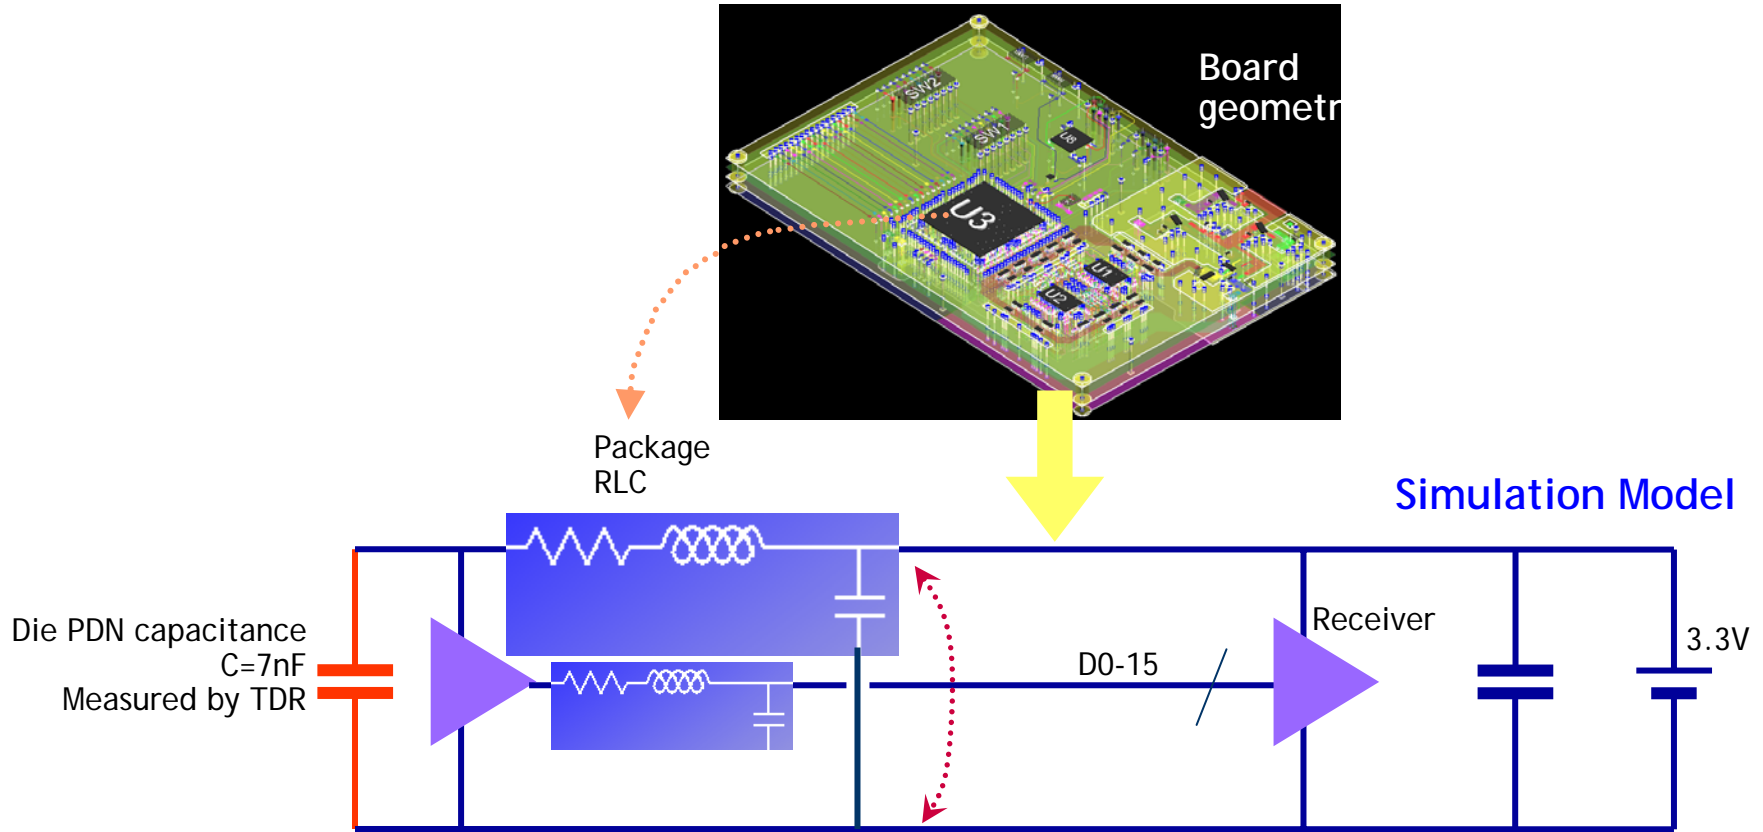 Board
geometr
SW2
SW1
U8
U3
U1
U2
Package
RLC
Simulation Model
Die PDN capacitance
C=7nF
Measured by TDR
Receiver
3.3V
D0-15